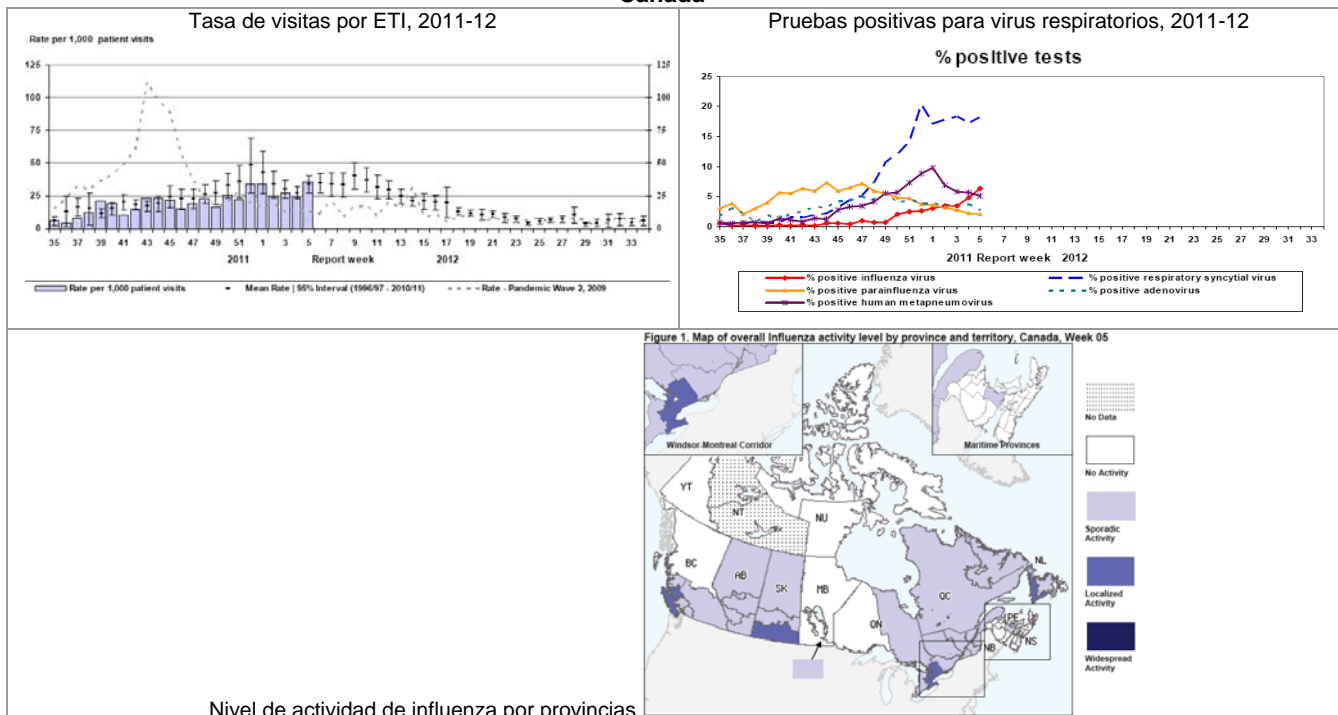 Canada
Tasa de visitas por ETI, 2011-12
Rate per 1,000 patient visits
125 125
100 100
75 75
50 50
25 25
0 0
35 37 39 41 43 45 47 49 51 1 3 5 7 9 11 13 15 17 19 21 23 25 27 29 31 33
2011 Report week 2012
Rate per 1,000 patient visits Mean Rate | 95% Interval (1996/97 - 2010/11) Rate - Pandemic Wave 2, 2009
Pruebas positivas para virus respiratorios, 2011-12
% positive tests
25
20
15
10
5
0
35 37 39 41 43 45 47 49 51 1 3 5 7 9 11 13 15 17 19 21 23 25 27 29 31 33
2011 Report week 2012
% positive influenza virus % positive respiratory syncytial virus
% positive parainfluenza virus % positive adenovirus
% positive human metapneumovirus
Figure 1. Map of overall Influenza activity level by province and territory, Canada, Week 05
Windsor-Montreal Corridor
Maritime Provinces
YT
NT
NU
BC
AB
SK
MB
ON
QC
NL
PE
NB
NS
No Data
No Activity
Sporadic
Activity
Localized
Activity
Widespread
Activity
Nivel de actividad de influenza por provincias